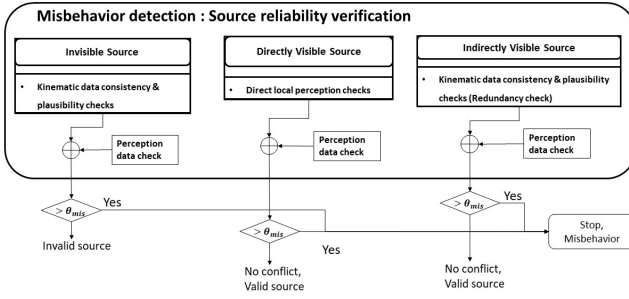 Misbehavior detection : Source reliability verification
Invisible Source
• Kinematic data consistency &
plausibility checks
Perception
data check
Directly Visible Source
• Direct local perception checks
Perception
data check
Indirectly Visible Source
• Kinematic data consistency & plausibility
checks (Redundancy check)
Perception
data check
> θmis
Yes
Invalid source
> θmis
Yes
No conflict,
Valid source
> θmis
Yes
No conflict,
Valid source
Stop,
Misbehavior